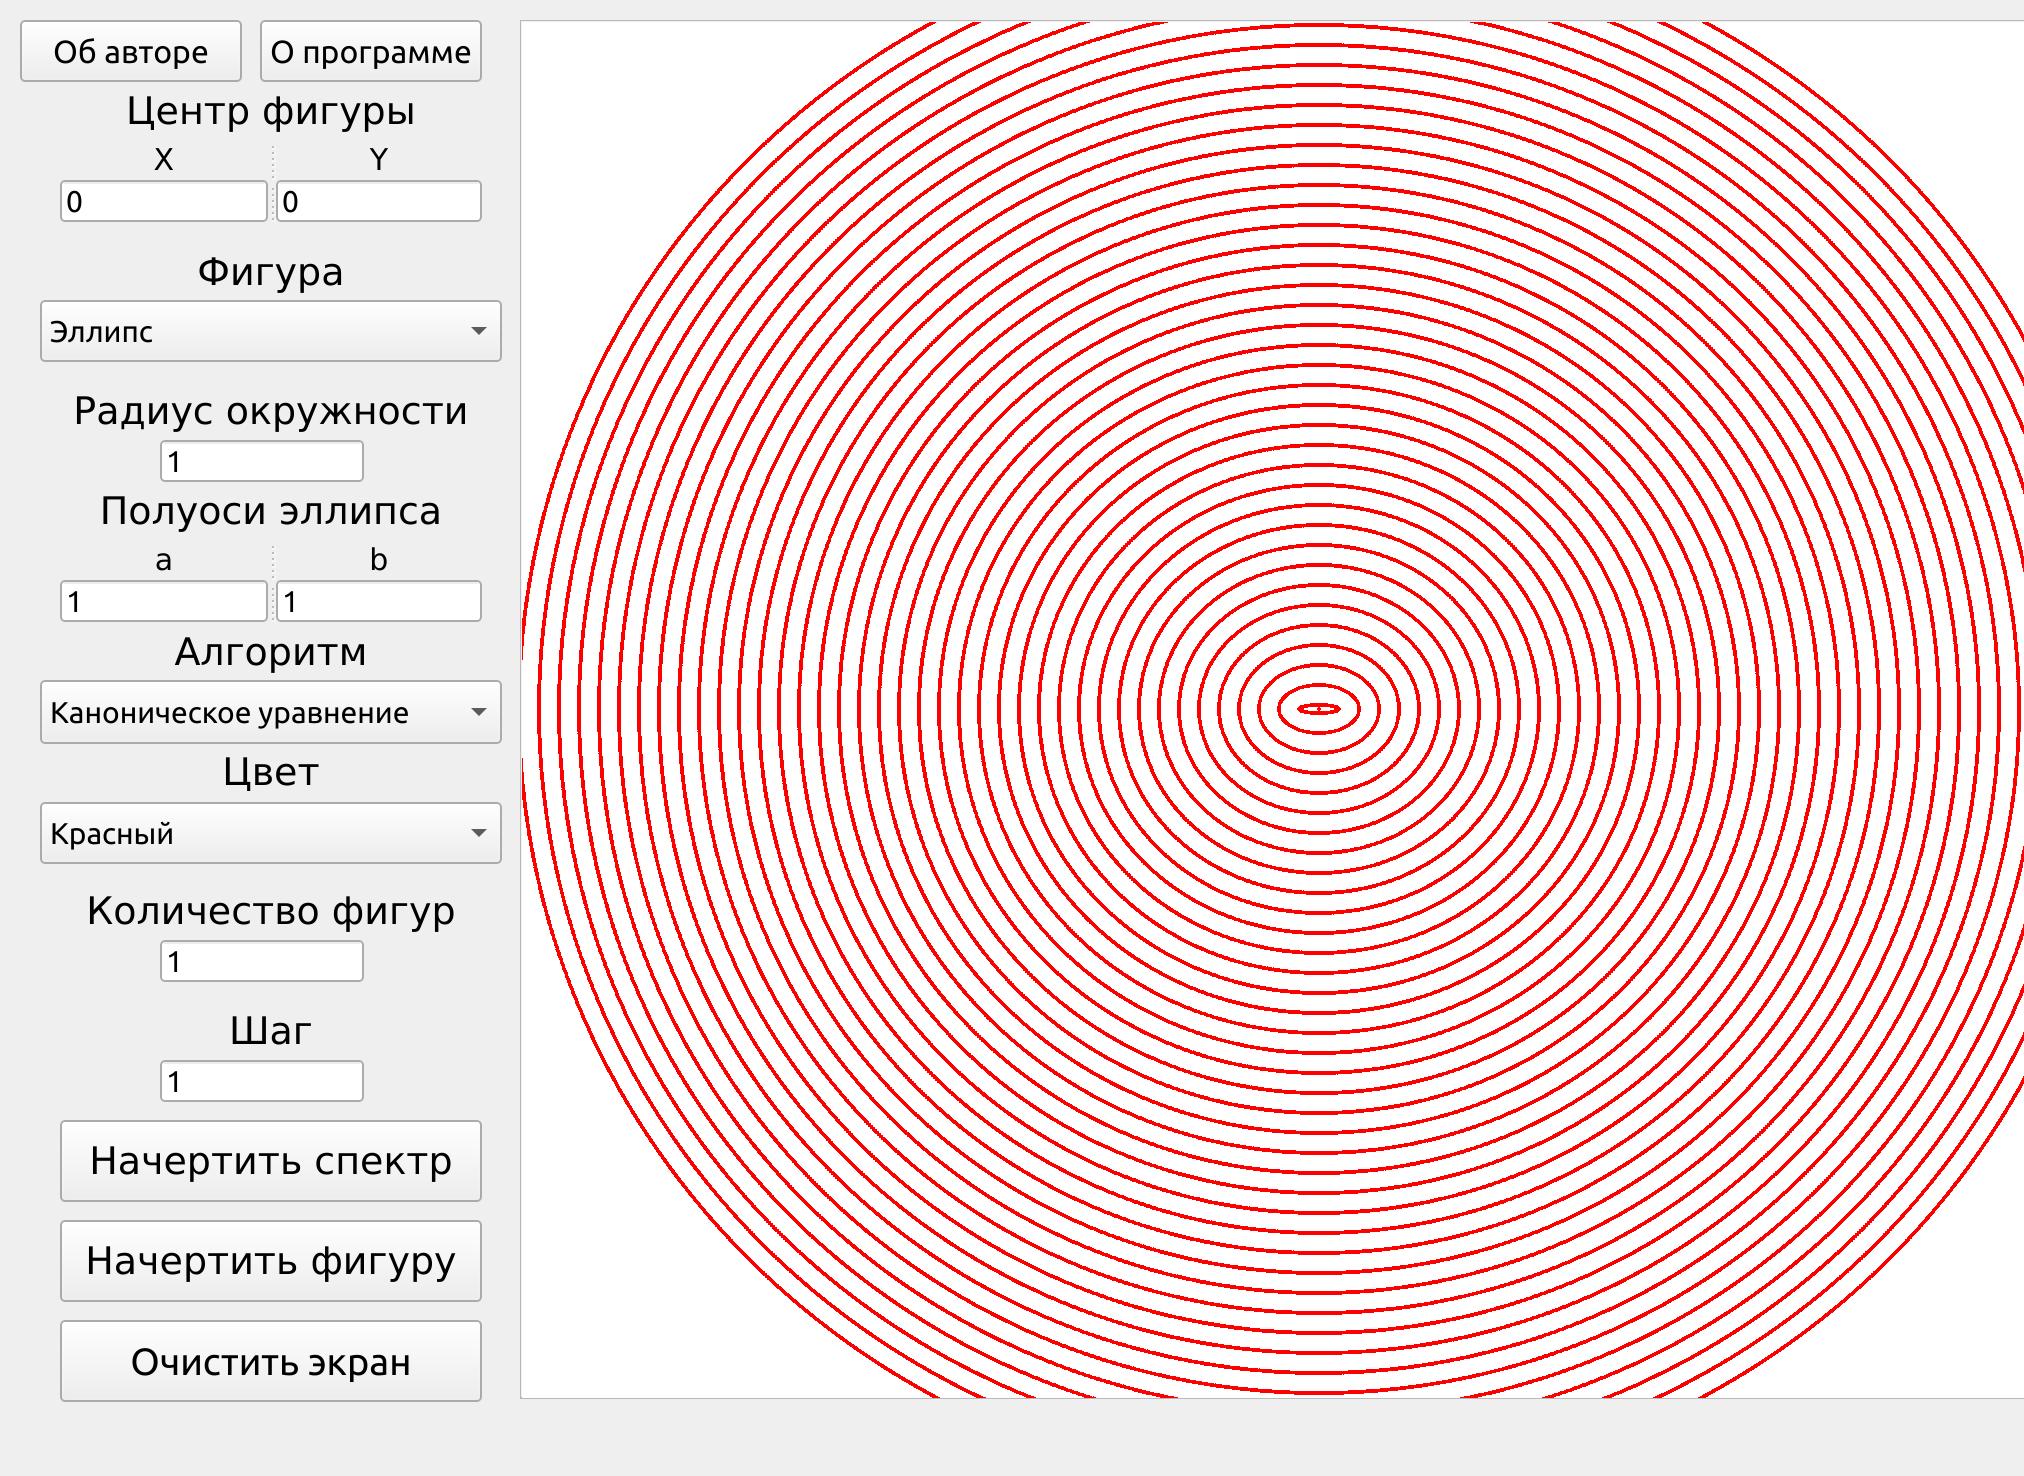 Об авторе О программе
Центр фигуры
X Y
0 0
Фигура
Эллипс
Радиус окружности
1
Полуоси эллипса
a b
1 1
Алгоритм
Каноническое уравнение
Цвет
Красный
Количество фигур
1
Шаг
1
Начертить спектр
Начертить фигуру
Очистить экран